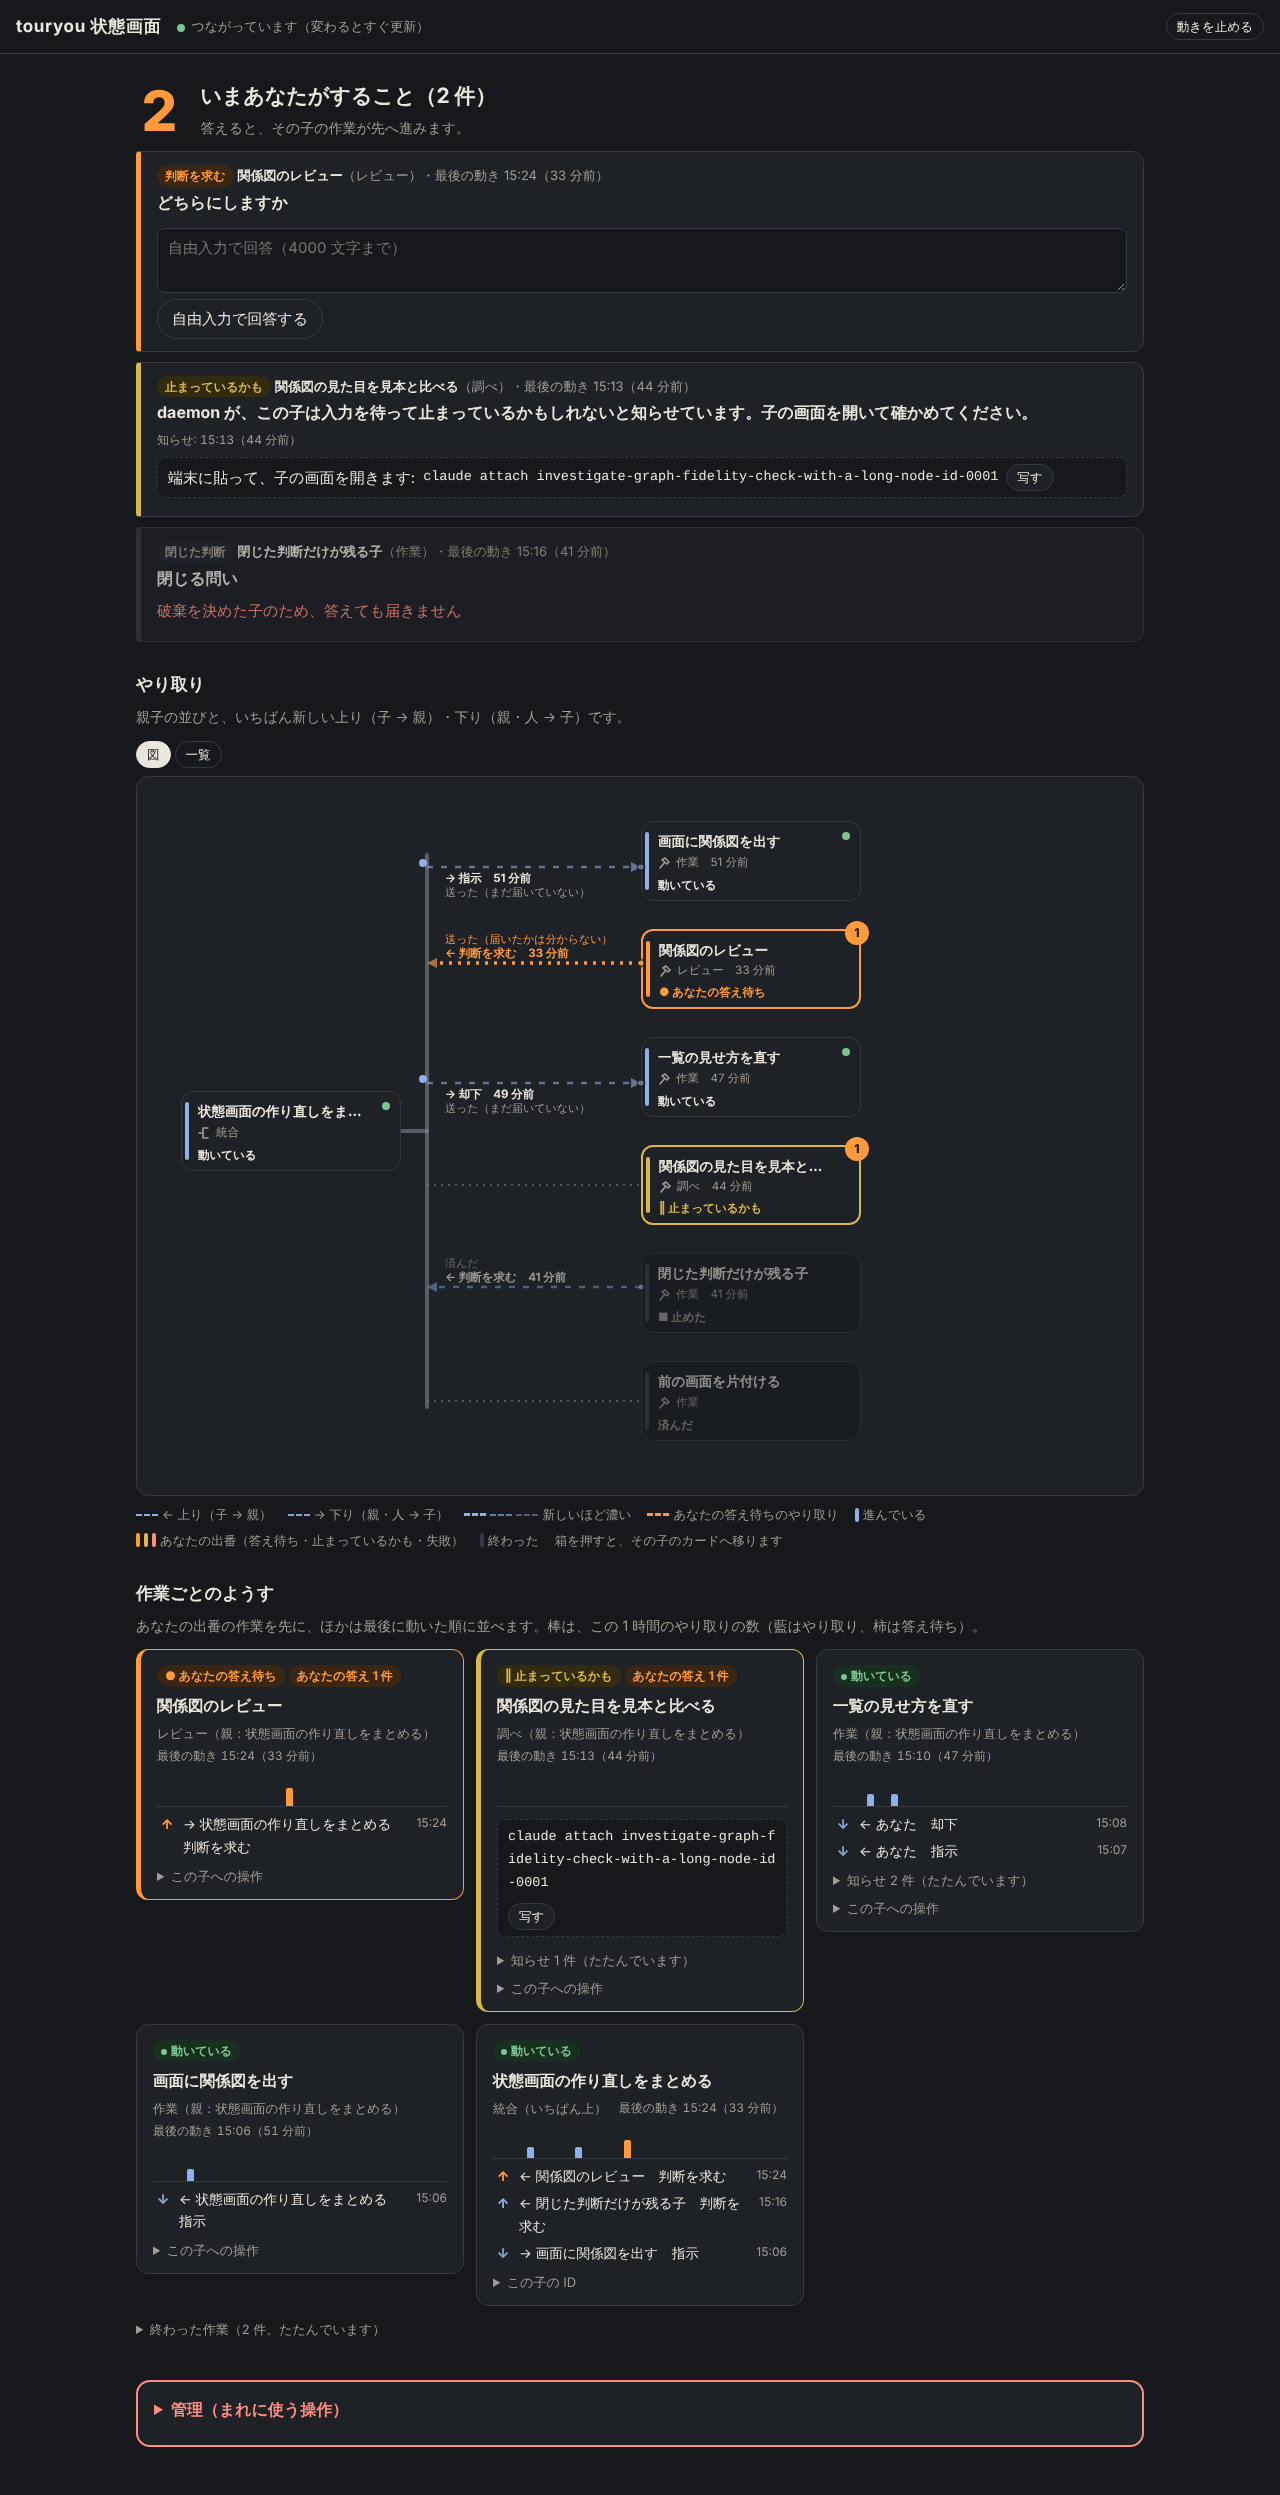 touryou 状態画面
つながっています（変わるとすぐ更新）
動きを止める
2
いまあなたがすること（2 件）
答えると、その子の作業が先へ進みます。
判断を求む 関係図のレビュー（レビュー）・最後の動き 15:24（33 分前）
どちらにしますか
自由入力で回答（4000 文字まで）
自由入力で回答する
止まっているかも 関係図の見た目を見本と比べる（調べ）・最後の動き 15:13（44 分前）
daemon が、この子は入力を待って止まっているかもしれないと知らせています。子の画面を開いて確かめてください。
知らせ: 15:13（44 分前）
端末に貼って、子の画面を開きます: claude attach investigate-graph-fidelity-check-with-a-long-node-id-0001 写す
閉じた判断 閉じた判断だけが残る子（作業）・最後の動き 15:16（41 分前）
閉じる問い
破棄を決めた子のため、答えても届きません
やり取り
親子の並びと、いちばん新しい上り（子 → 親）・下り（親・人 → 子）です。
図 一覧
画面に関係図を出す
作業 51 分前
動いている
→ 指示 51 分前
送った（まだ届いていない）
送った（届いたかは分からない）
← 判断を求む 33 分前
1
関係図のレビュー
レビュー 33 分前
● あなたの答え待ち
一覧の見せ方を直す
作業 47 分前
動いている
→ 却下 49 分前
送った（まだ届いていない）
状態画面の作り直しをま…
統合
動いている
1
関係図の見た目を見本と…
調べ 44 分前
‖ 止まっているかも
済んだ
← 判断を求む 41 分前
閉じた判断だけが残る子
作業 41 分前
■ 止めた
前の画面を片付ける
作業
済んだ
← 上り（子 → 親） → 下り（親・人 → 子） 新しいほど濃い あなたの答え待ちのやり取り 進んでいる
あなたの出番（答え待ち・止まっているかも・失敗） 終わった 箱を押すと、その子のカードへ移ります
作業ごとのようす
あなたの出番の作業を先に、ほかは最後に動いた順に並べます。棒は、この 1 時間のやり取りの数（藍はやり取り、柿は答え待ち）。
● あなたの答え待ち あなたの答え 1 件
関係図のレビュー
レビュー（親：状態画面の作り直しをまとめる）
最後の動き 15:24（33 分前）
↑ → 状態画面の作り直しをまとめる 15:24
判断を求む
▶ この子への操作
‖ 止まっているかも あなたの答え 1 件
関係図の見た目を見本と比べる
調べ（親：状態画面の作り直しをまとめる）
最後の動き 15:13（44 分前）
claude attach investigate-graph-f
idelity-check-with-a-long-node-id
-0001
写す
▶ 知らせ 1 件（たたんでいます）
▶ この子への操作
● 動いている
一覧の見せ方を直す
作業（親：状態画面の作り直しをまとめる）
最後の動き 15:10（47 分前）
↓ ← あなた 却下 15:08
↓ ← あなた 指示 15:07
▶ 知らせ 2 件（たたんでいます）
▶ この子への操作
● 動いている
画面に関係図を出す
作業（親：状態画面の作り直しをまとめる）
最後の動き 15:06（51 分前）
↓ ← 状態画面の作り直しをまとめる 15:06
指示
▶ この子への操作
● 動いている
状態画面の作り直しをまとめる
統合（いちばん上） 最後の動き 15:24（33 分前）
↑ ← 関係図のレビュー 判断を求む 15:24
↑ ← 閉じた判断だけが残る子 判断を 15:16
求む
↓ → 画面に関係図を出す 指示 15:06
▶ この子の ID
▶ 終わった作業（2 件。たたんでいます）
▶ 管理（まれに使う操作）